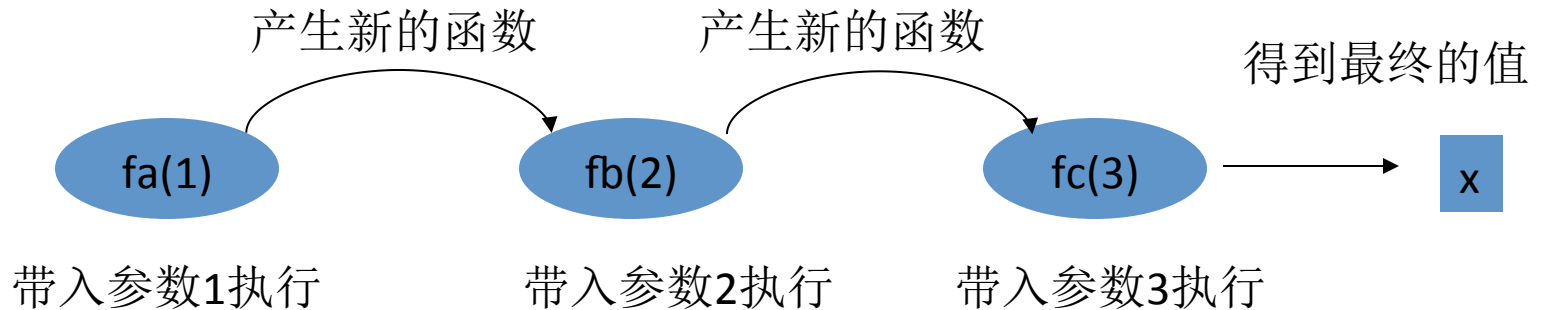 产生新的函数
产生新的函数
得到最终的值
fa(1)
fb(2)
fc(3)
x
带入参数1执行
带入参数2执行
带入参数3执行